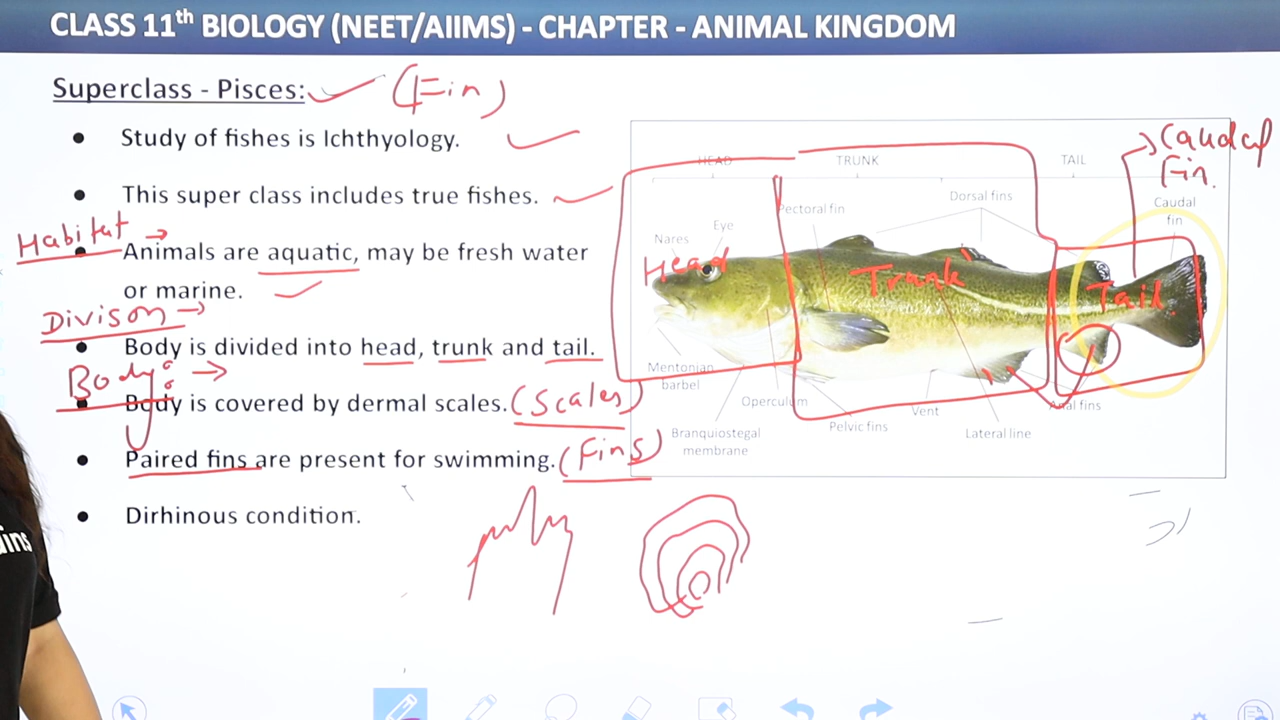 CLASS 11th BIOLOGY (NEET/AIIMS) - CHAPTER - ANIMAL KINGDOM
Superclass - Pisces: (Fin)
• Study of fishes is Ichthyology.
• This super class includes true fishes.
Habitat →
• Animals are aquatic, may be fresh water
or marine.
Divison →
• Body is divided into head, trunk and tail.
Body: →
• Body is covered by dermal scales. (Scales)
• Paired fins are present for swimming. (Fins)
• Dirhinous condition.
HEAD TRUNK TAIL
Caudal
Fin.
Pectoral fin
Dorsal fins
Caudal
fin
Eye
Nares
Head
Trunk
Tail
Mentonian
barbel
Operculum
Branquiostegal
membrane
Pelvic fins
Vent
Lateral line
Anal fins
ins